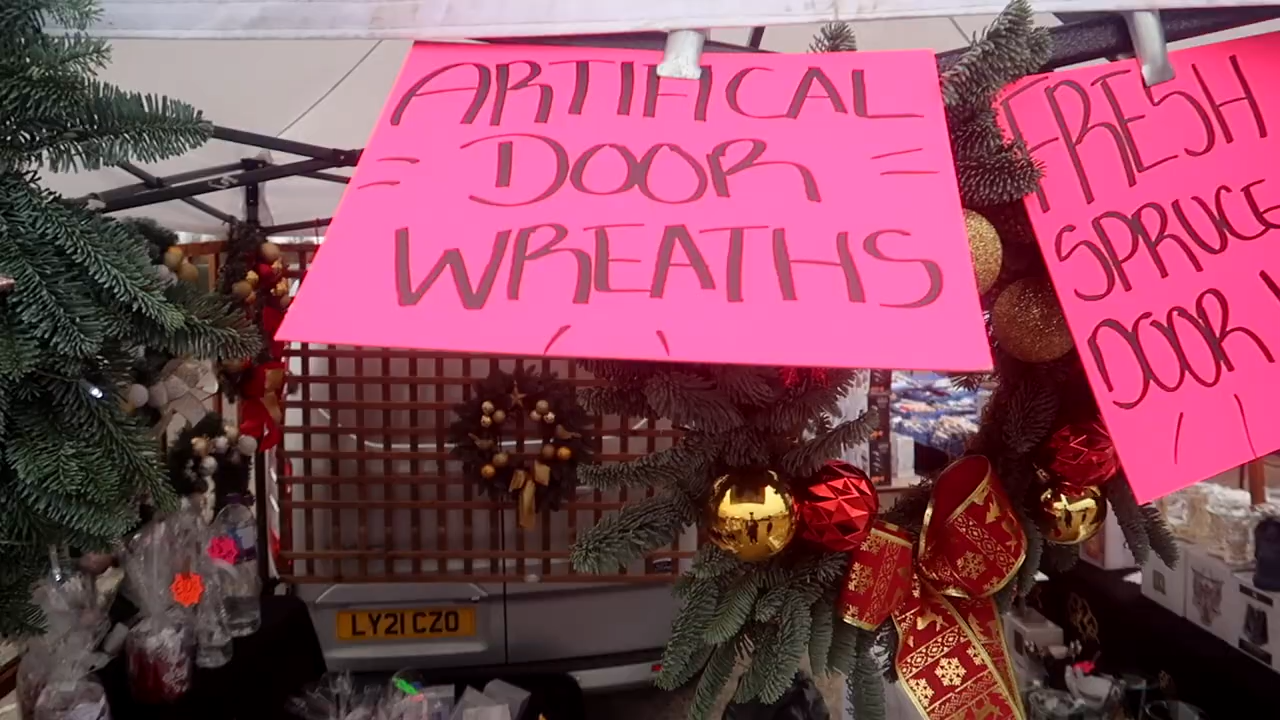 ARTIFICAL
DOOR
WREATHS
FRESH
SPRUCE
DOOR
LY21 CZO